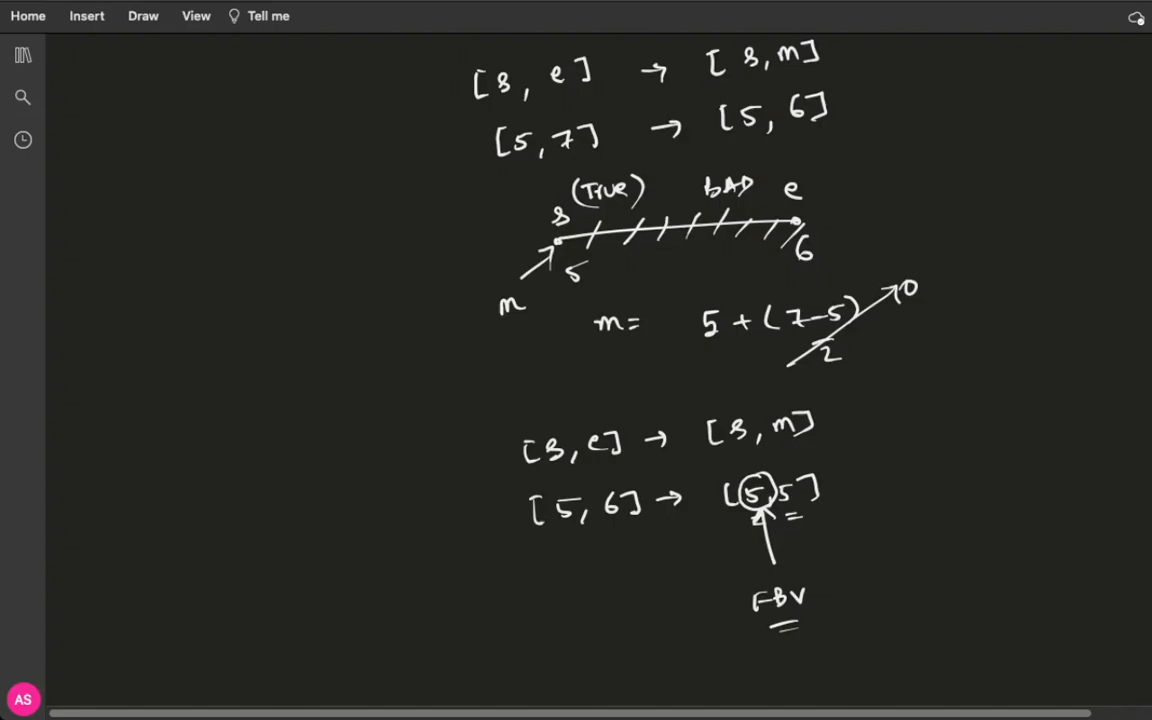 Home Insert Draw View Tell me
[s, e] → [s, m]
[5, 7] → [5, 6]
(True) bAD e
s
5 6
m
m = 5 + (7-5) 0
2
[s, e] → [s, m]
[5, 6] → [5, 5]
FBV
AS